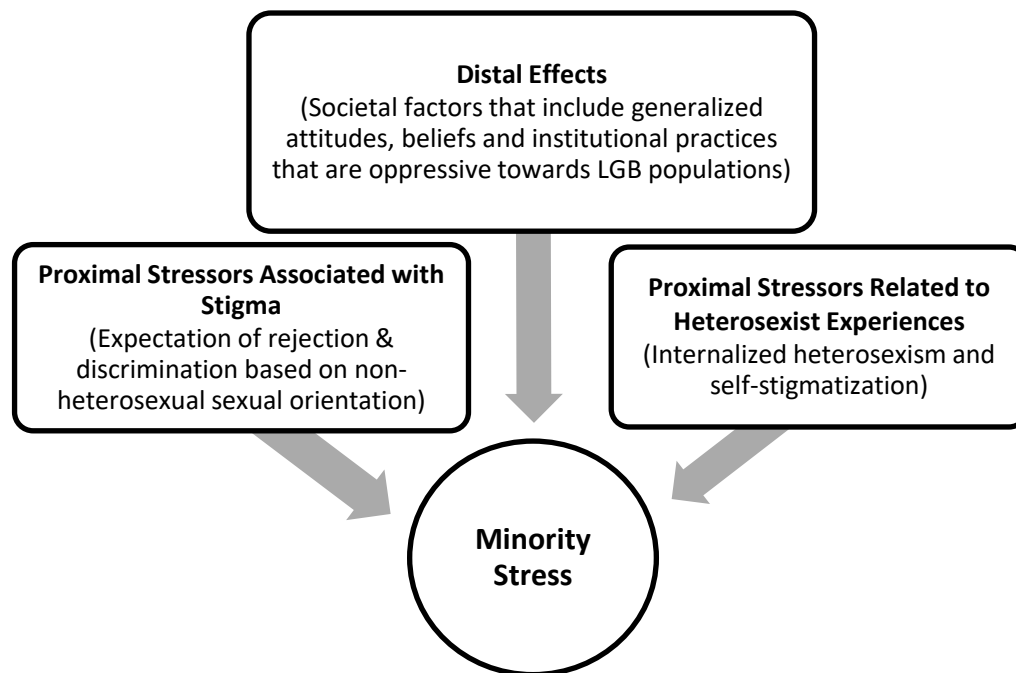 Distal Effects
(Societal factors that include generalized
attitudes, beliefs and institutional practices
that are oppressive towards LGB populations)
Proximal Stressors Associated with
Stigma
(Expectation of rejection &
discrimination based on non-
heterosexual sexual orientation)
Proximal Stressors Related to
Heterosexist Experiences
(Internalized heterosexism and
self-stigmatization)
Minority
Stress